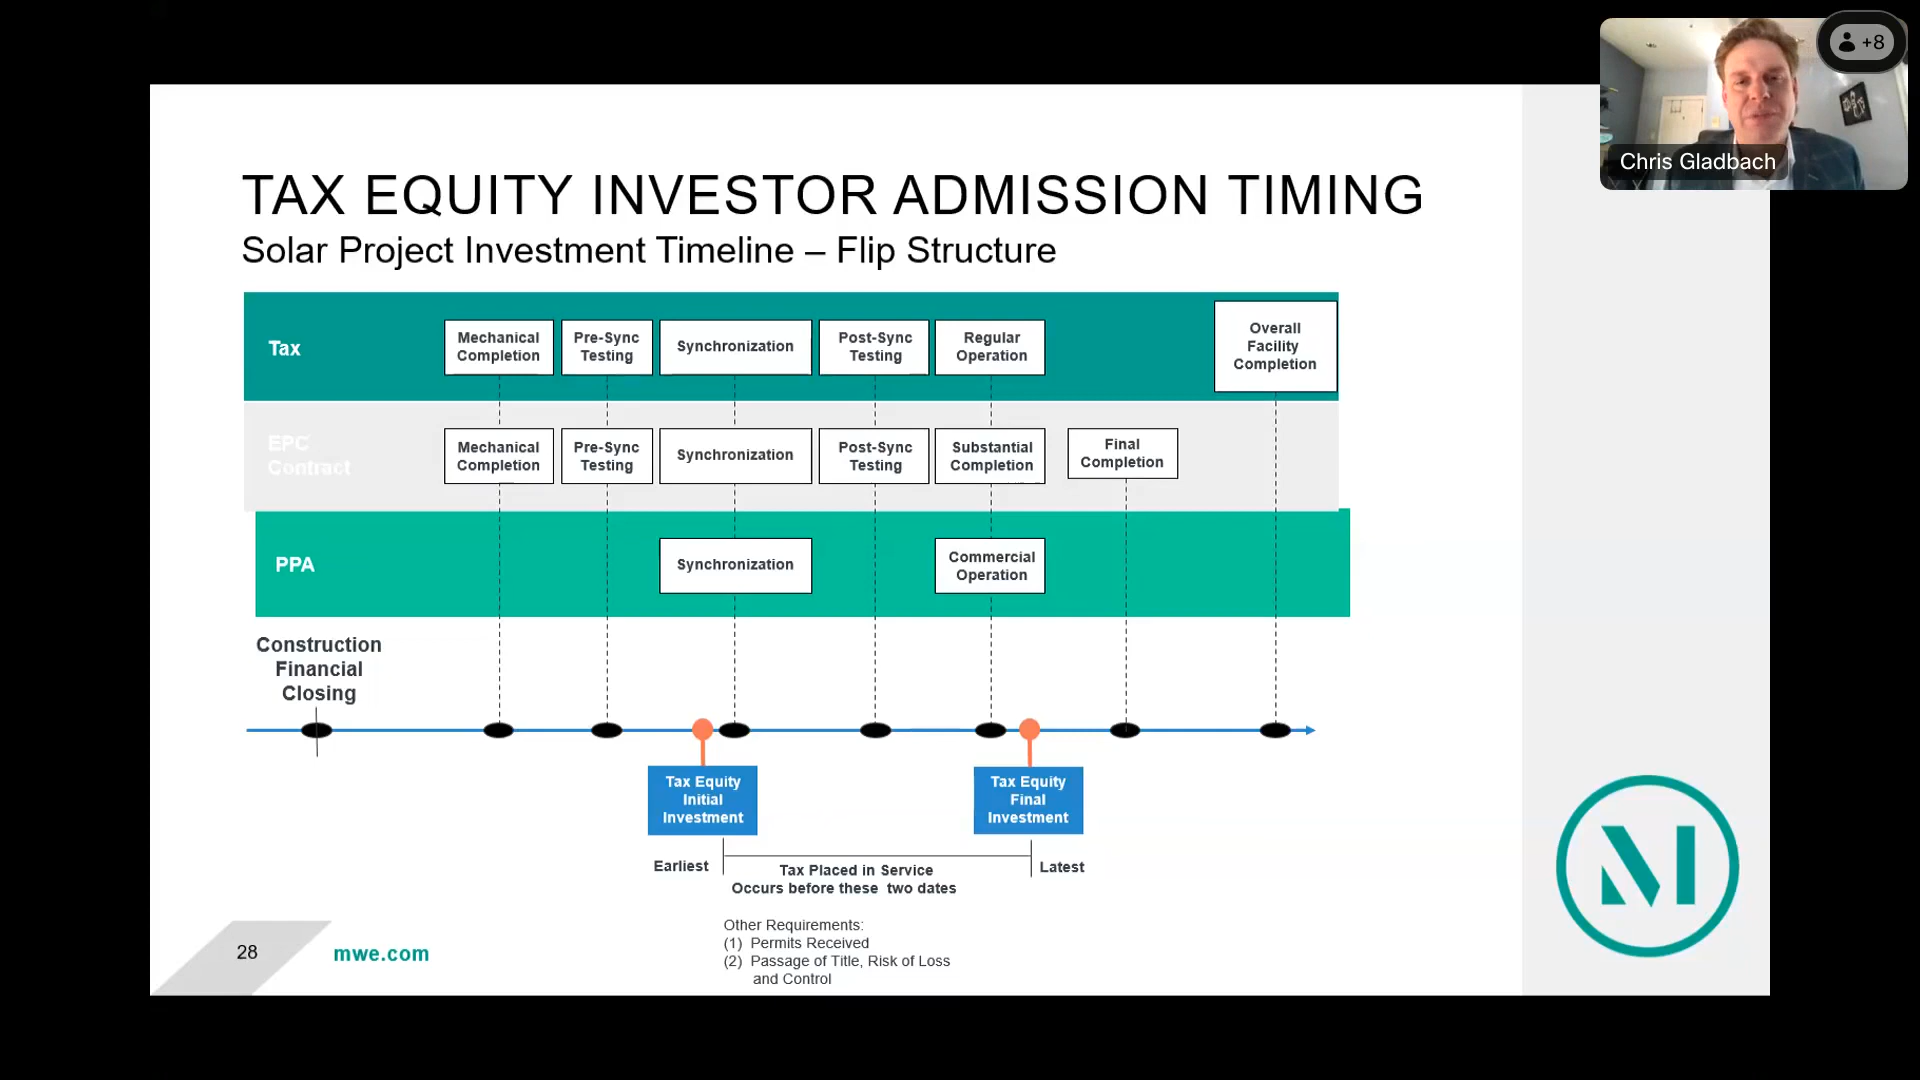 +8
Chris Gladbach
TAX EQUITY INVESTOR ADMISSION TIMING
Solar Project Investment Timeline – Flip Structure
Tax
Mechanical
Completion
Pre-Sync
Testing
Synchronization
Post-Sync
Testing
Regular
Operation
Overall
Facility
Completion
EPC
Contract
Mechanical
Completion
Pre-Sync
Testing
Synchronization
Post-Sync
Testing
Substantial
Completion
Final
Completion
PPA
Synchronization
Commercial
Operation
Construction
Financial
Closing
Tax Equity
Initial
Investment
Tax Equity
Final
Investment
Earliest
Tax Placed in Service
Occurs before these two dates
Latest
Other Requirements:
(1) Permits Received
(2) Passage of Title, Risk of Loss
and Control
28
mwe.com
M